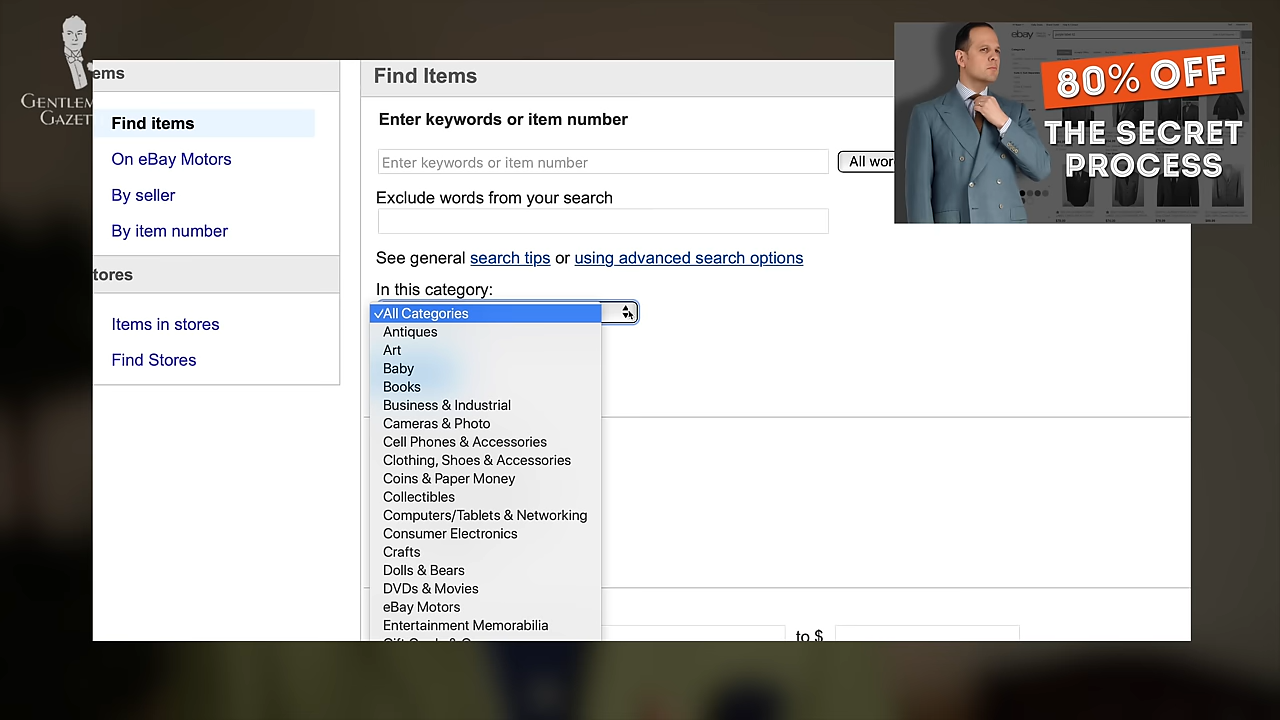 GENTLEM
GAZET
ems
Find items
On eBay Motors
By seller
By item number
tores
Items in stores
Find Stores
Find Items
Enter keywords or item number
Enter keywords or item number
All wor
Exclude words from your search
See general search tips or using advanced search options
In this category:
✓All Categories
Antiques
Art
Baby
Books
Business & Industrial
Cameras & Photo
Cell Phones & Accessories
Clothing, Shoes & Accessories
Coins & Paper Money
Collectibles
Computers/Tablets & Networking
Consumer Electronics
Crafts
Dolls & Bears
DVDs & Movies
eBay Motors
Entertainment Memorabilia
to $
ebay
80% OFF
THE SECRET
PROCESS